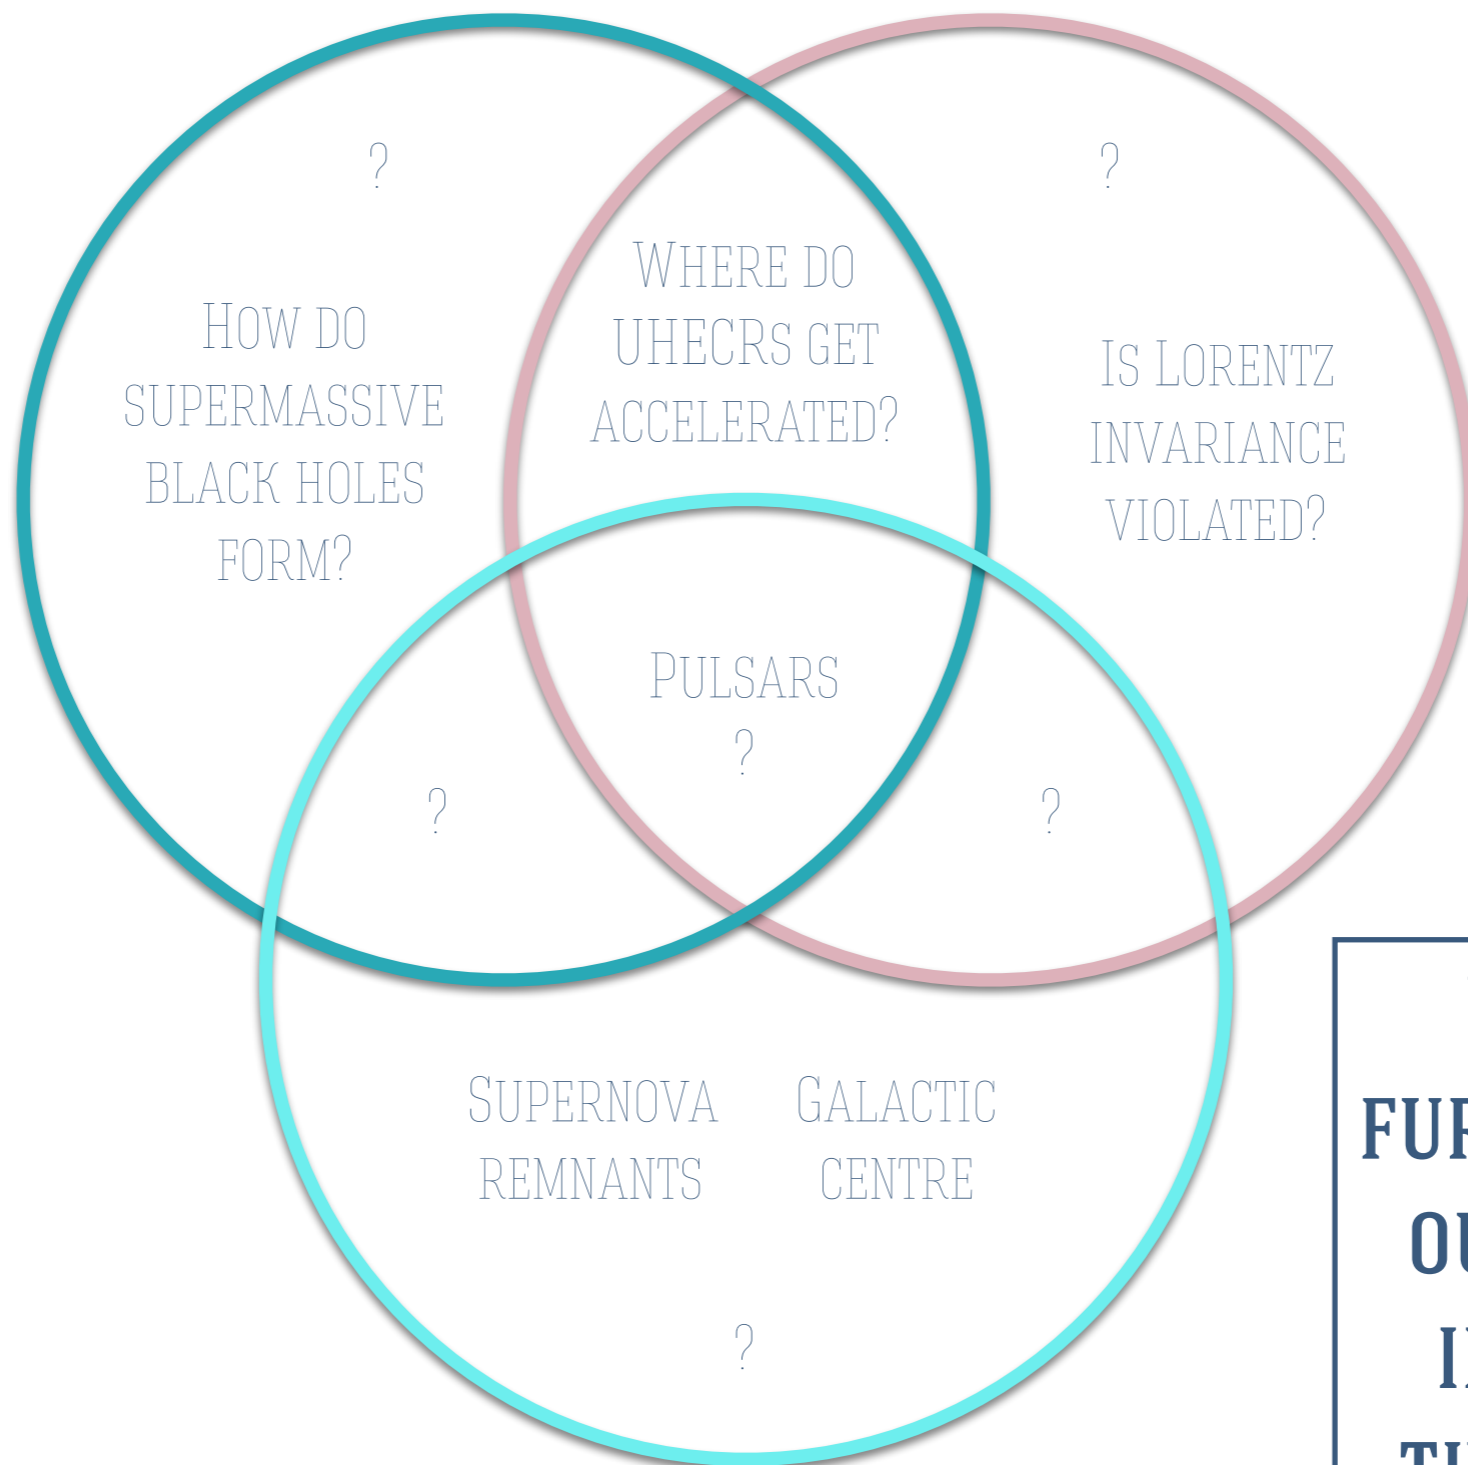 ?
?
Where do
UHECRs get
accelerated?
How do
supermassive
black holes
form?
Is Lorentz
invariance
violated?
Pulsars
?
?
?
Supernova
remnants
Galactic
centre
?